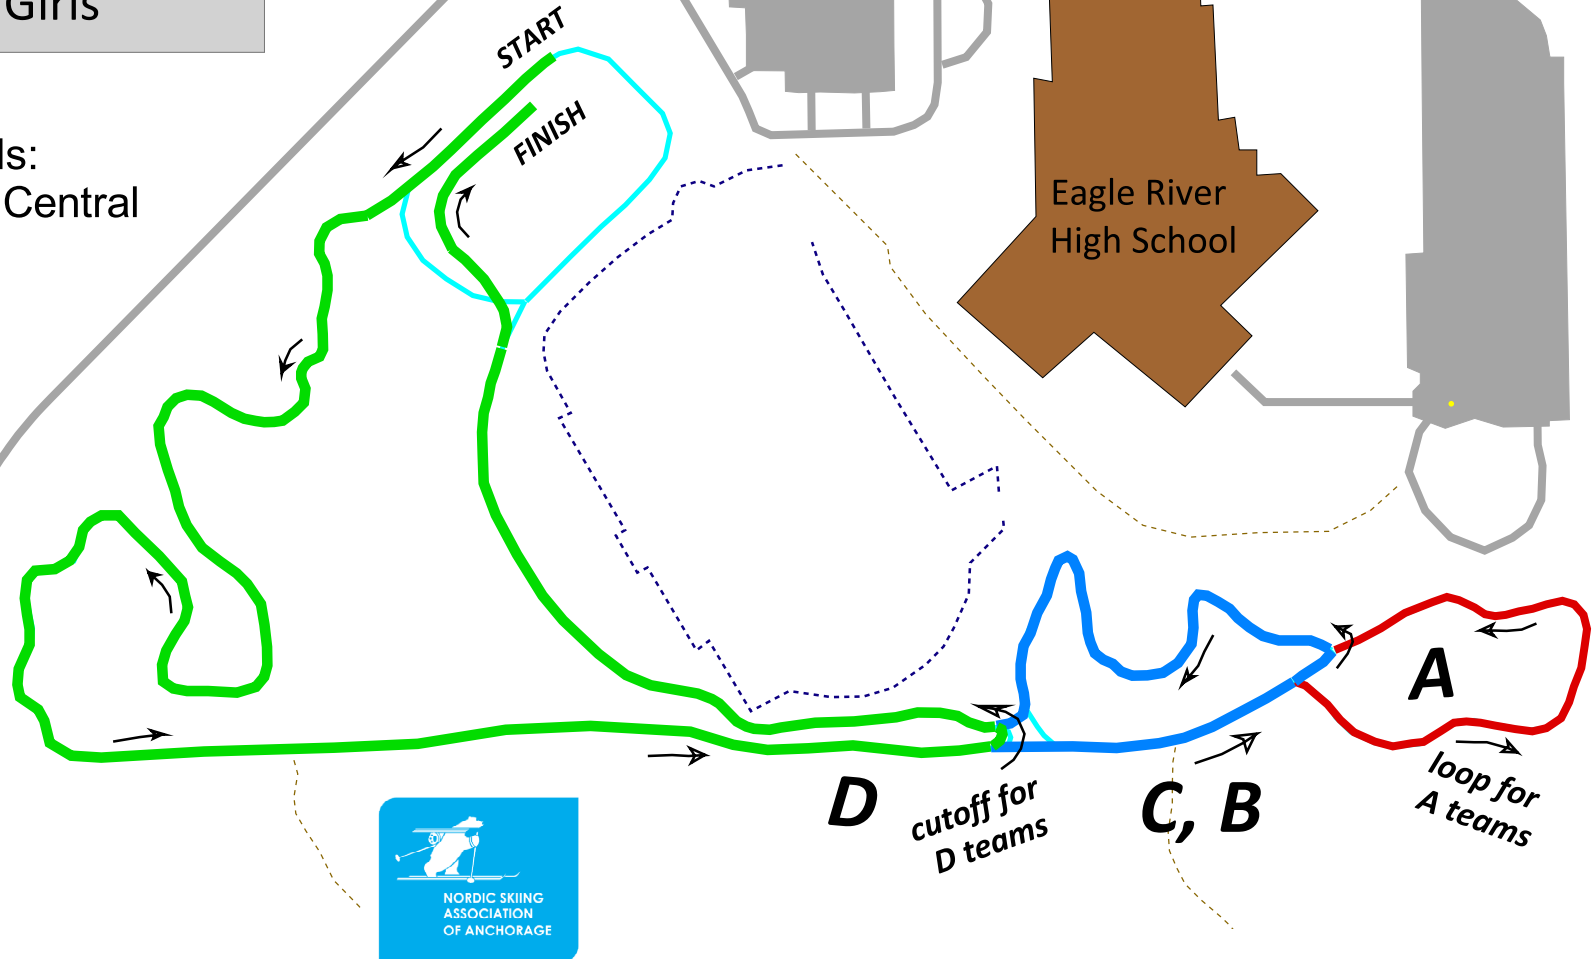 Girls
ls:
Central
START
FINISH
Eagle River
High School
A
D
cutoff for
D teams
C, B
loop for
A teams
NORDIC SKIING
ASSOCIATION
OF ANCHORAGE